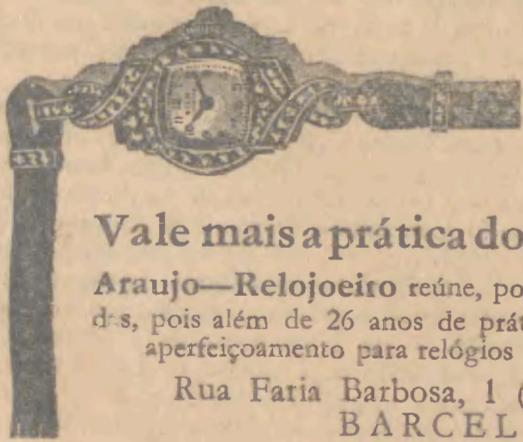 Vale mais a prática do
Araujo—Relojoeiro reúne, po
das, pois além de 26 anos de prát
aperfeiçoamento para relógios
Rua Faria Barbosa, 1 (
BARCEL